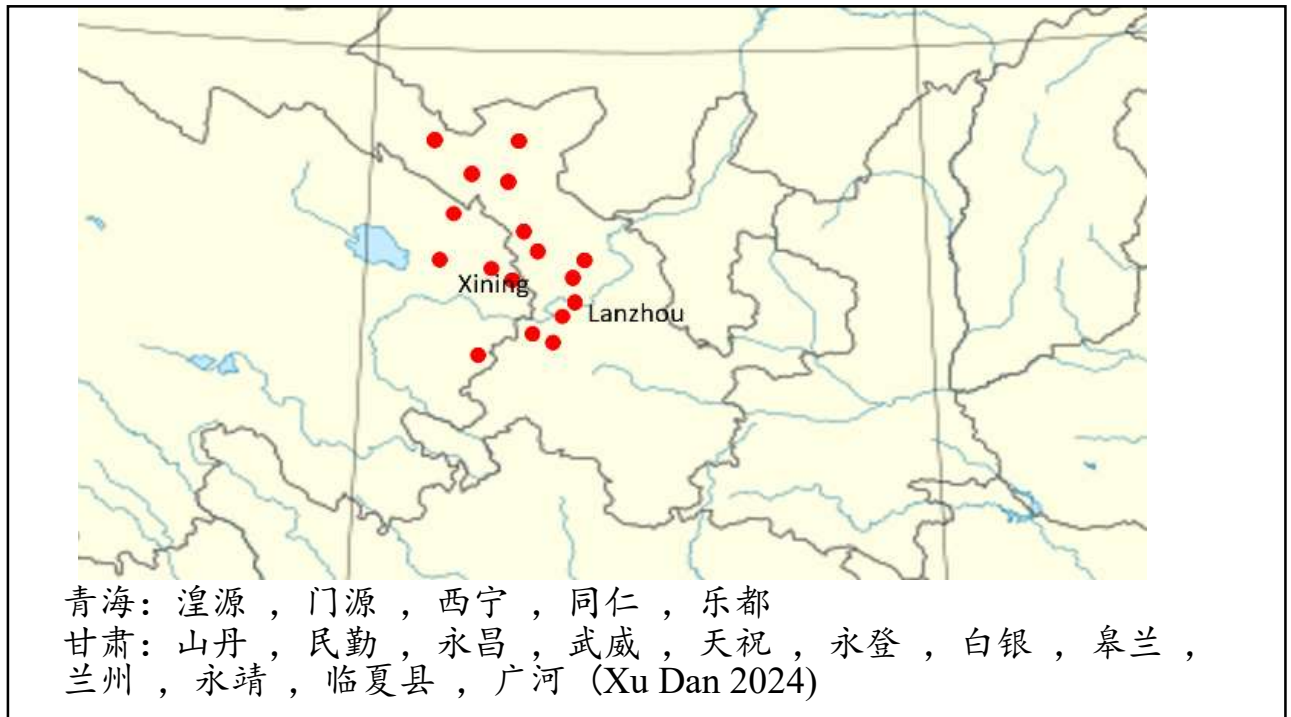 Xining
Lanzhou
青海：湟源 ，门源 ，西宁 ，同仁 ，乐都
甘肃：山丹 ，民勤 ，永昌 ，武威 ，天祝 ，永登 ，白银 ，皋兰 ，
兰州 ，永靖 ，临夏县 ，广河 (Xu Dan 2024)